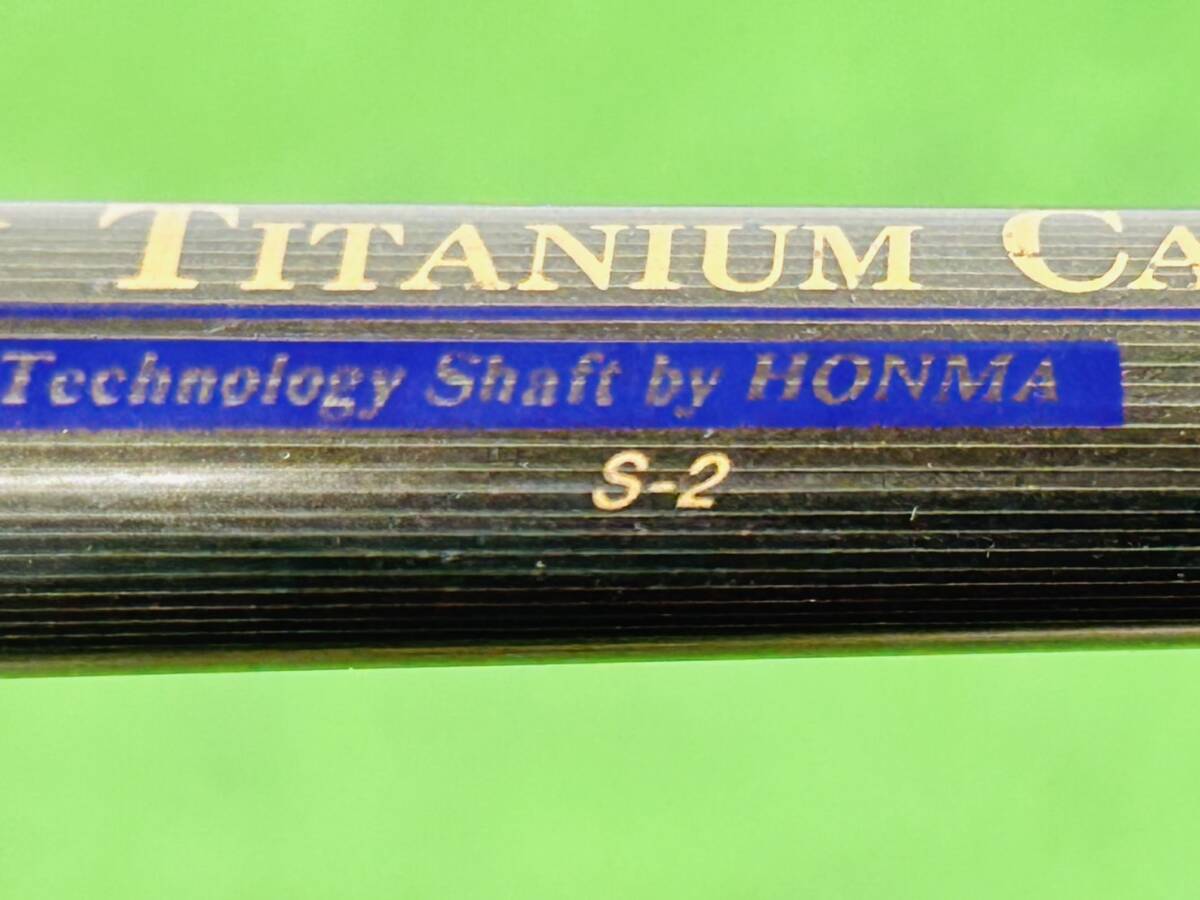 TITANIUM CA
Technology Shaft by HONMA
S-2